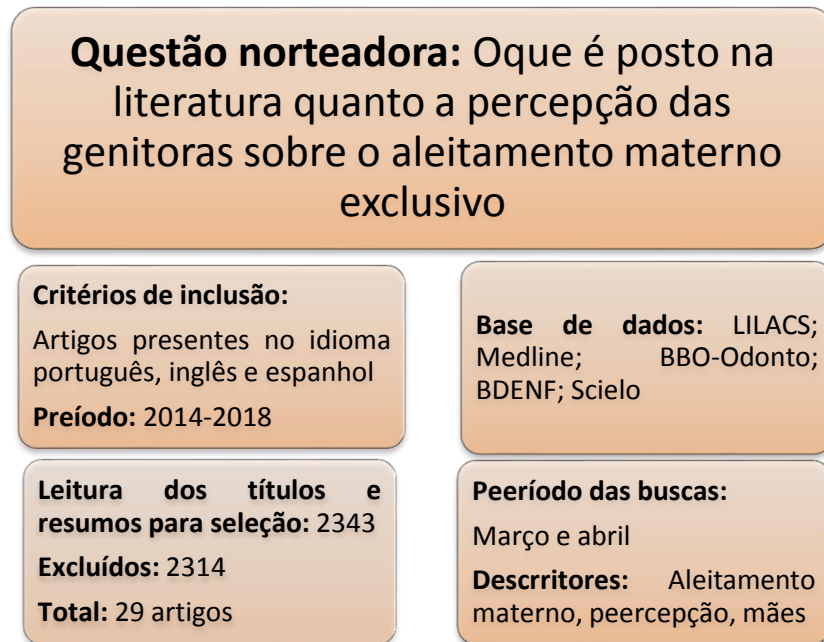 Questão norteadora: Oque é posto na
literatura quanto a percepção das
genitoras sobre o aleitamento materno
exclusivo
Critérios de inclusão:
Artigos presentes no idioma
português, inglês e espanhol
Preíodo: 2014-2018
Base de dados: LILACS;
Medline; BBO-Odonto;
BDENF; Scielo
Leitura dos títulos e
resumos para seleção: 2343
Excluídos: 2314
Total: 29 artigos
Peeríodo das buscas:
Março e abril
Descrritores: Aleitamento
materno, peercepção, mães